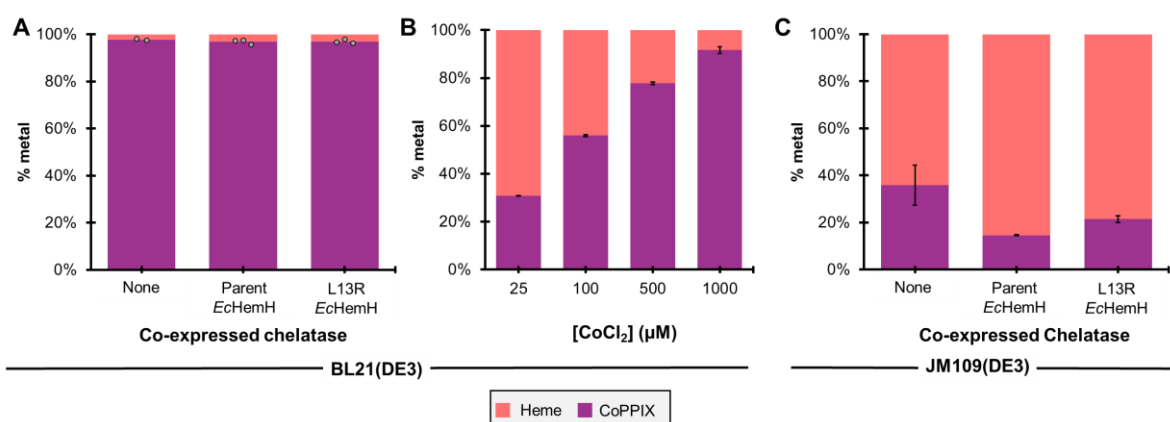 A
100%
80%
60%
40%
20%
0%
% metal
None
Parent
EcHemH
L13R
EcHemH
Co-expressed chelatase
B
100%
80%
60%
40%
20%
0%
% metal
25
100
500
1000
[CoCl₂] (µM)
BL21(DE3)
C
100%
80%
60%
40%
20%
0%
% metal
None
Parent
EcHemH
L13R
EcHemH
Co-expressed Chelatase
JM109(DE3)
Heme
CoPPIX